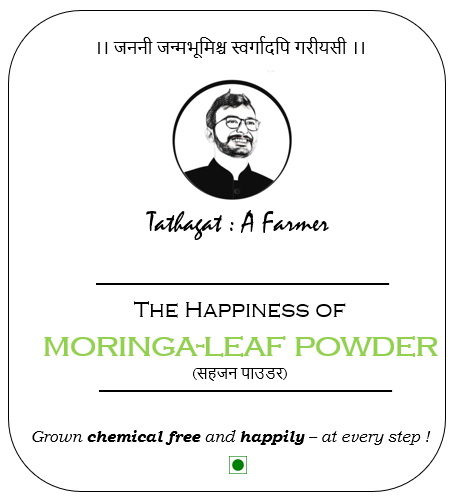 ।। जननी जन्मभूमिश्च स्वर्गादपि गरीयसी ।।
Tathagat : A Farmer
THE HAPPINESS OF
MORINGA-LEAF POWDER
(सहजन पाउडर)
Grown chemical free and happily – at every step !